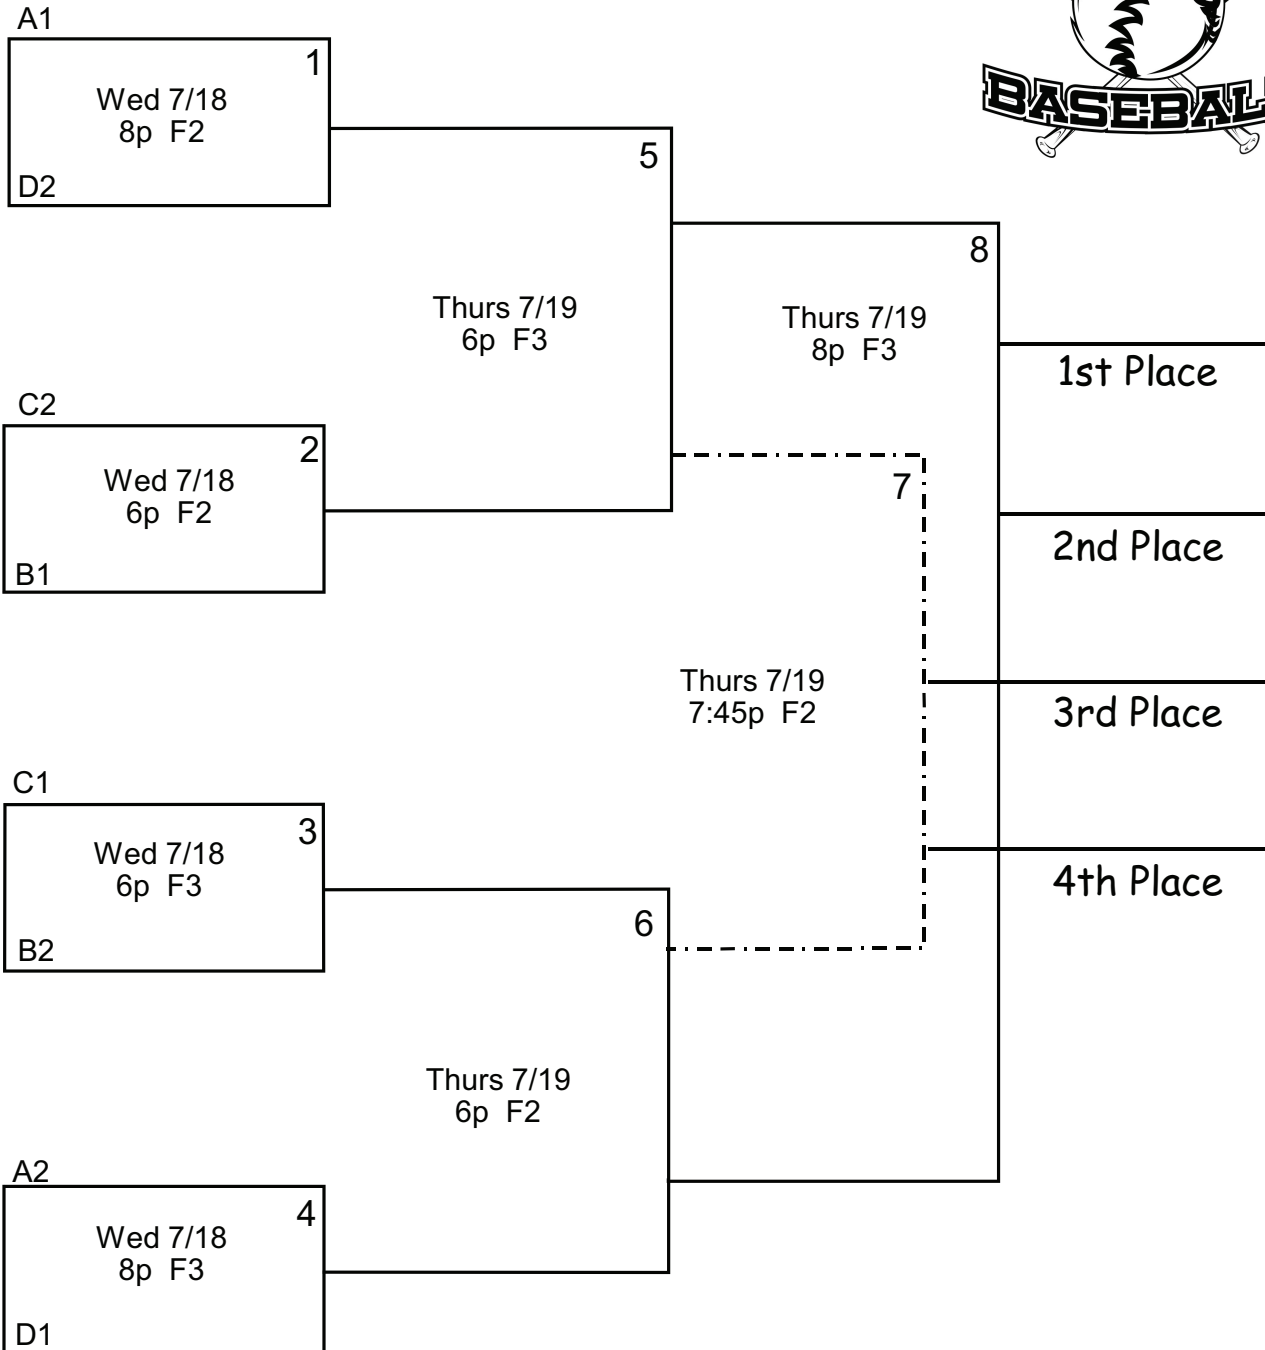 A1
1
Wed 7/18
8p F2
D2
BASEBAL
5
Thurs 7/19
6p F3
8
Thurs 7/19
8p F3
1st Place
C2
2
Wed 7/18
6p F2
B1
7
2nd Place
Thurs 7/19
7:45p F2
3rd Place
C1
3
Wed 7/18
6p F3
B2
4th Place
6
Thurs 7/19
6p F2
A2
4
Wed 7/18
8p F3
D1